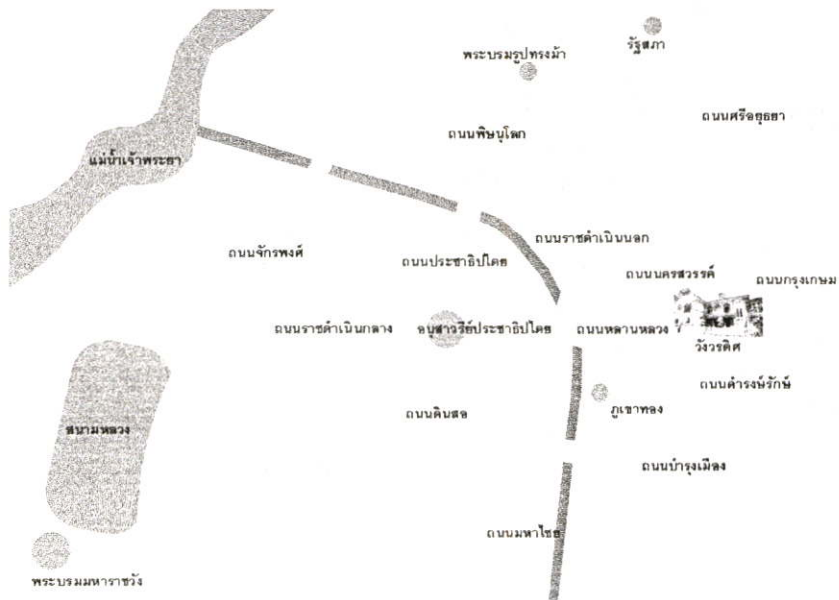 รัฐสภา
พระบรมรูปทรงม้า
ถนนศรีอยุธยา
ถนนพิษณุโลก
แม่น้ำเจ้าพระยา
ถนนราชดำเนินนอก
ถนนจักรพงศ์
ถนนประชาธิปไตย
ถนนนครสวรรค์
ถนนกรุงเกษม
ถนนราชดำเนินกลาง
อนุสาวรีย์ประชาธิปไตย
ถนนหลานหลวง
วังวรดิศ
ถนนดำรงษ์รักษ์
ภูเขาทอง
ถนนดินสอ
สนามหลวง
ถนนบำรุงเมือง
ถนนมหาไชย
พระบรมมหาราชวัง